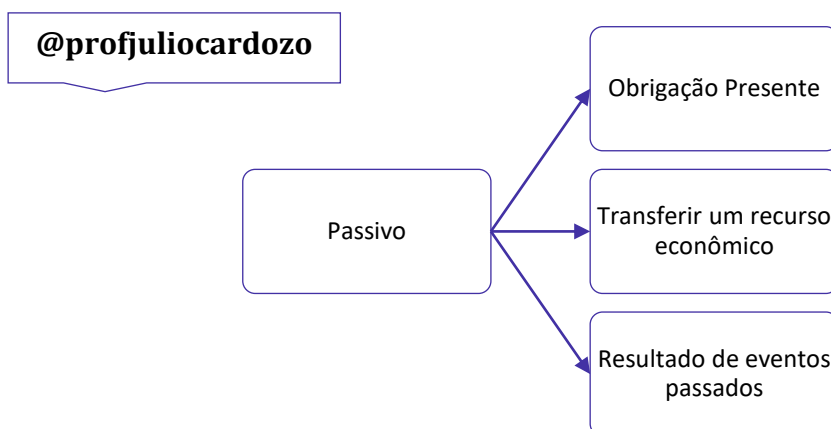 @profjuliocardozo
Obrigação Presente
Passivo
Transferir um recurso
econômico
Resultado de eventos
passados